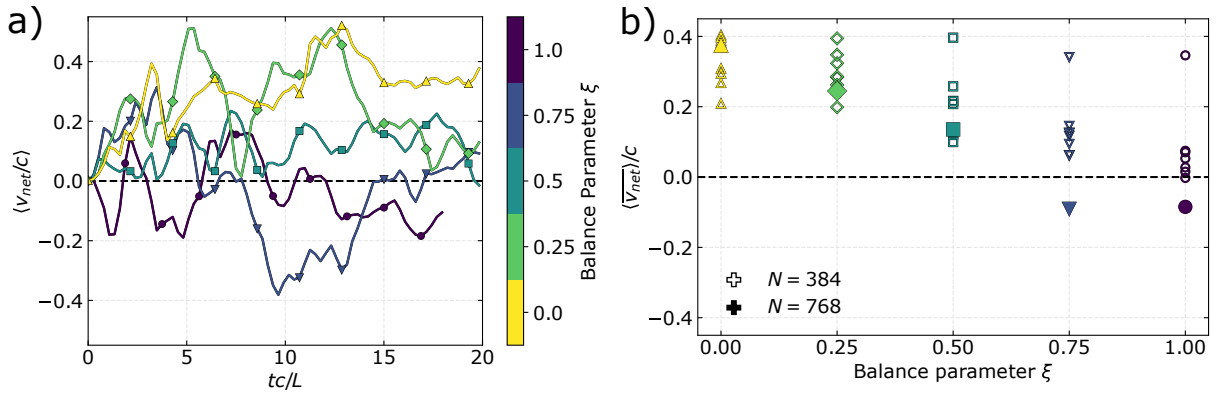 a)
⟨v_net/c⟩
0.4
0.2
0.0
−0.2
−0.4
0
5
10
15
20
tc/L
1.0
0.75
0.5
0.25
0.0
Balance Parameter ξ
b)
⟨v̅_net⟩/c
0.4
0.2
0.0
−0.2
−0.4
N = 384
N = 768
0.00
0.25
0.50
0.75
1.00
Balance parameter ξ